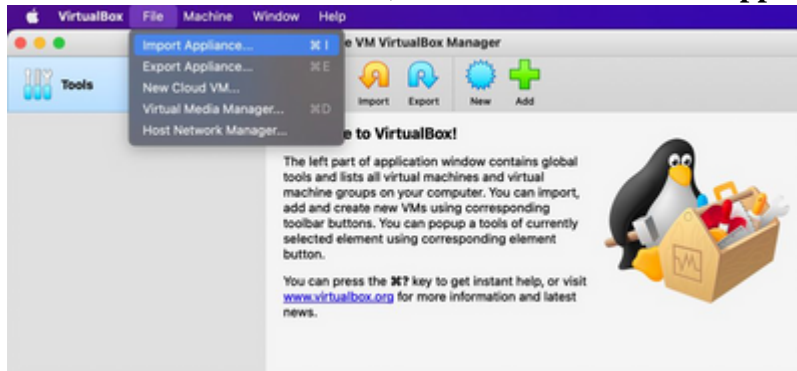 App
VirtualBox File Machine Window Help
e VM VirtualBox Manager
Import Appliance... ⌘ I
Export Appliance... ⌘ E
New Cloud VM...
Virtual Media Manager... ⌘ D
Host Network Manager...
Tools
Import Export New Add
e to VirtualBox!
The left part of application window contains global
tools and lists all virtual machines and virtual
machine groups on your computer. You can import,
add and create new VMs using corresponding
toolbar buttons. You can popup a tools of currently
selected element using corresponding element
button.
You can press the ⌘? key to get instant help, or visit
www.virtualbox.org for more information and latest
news.